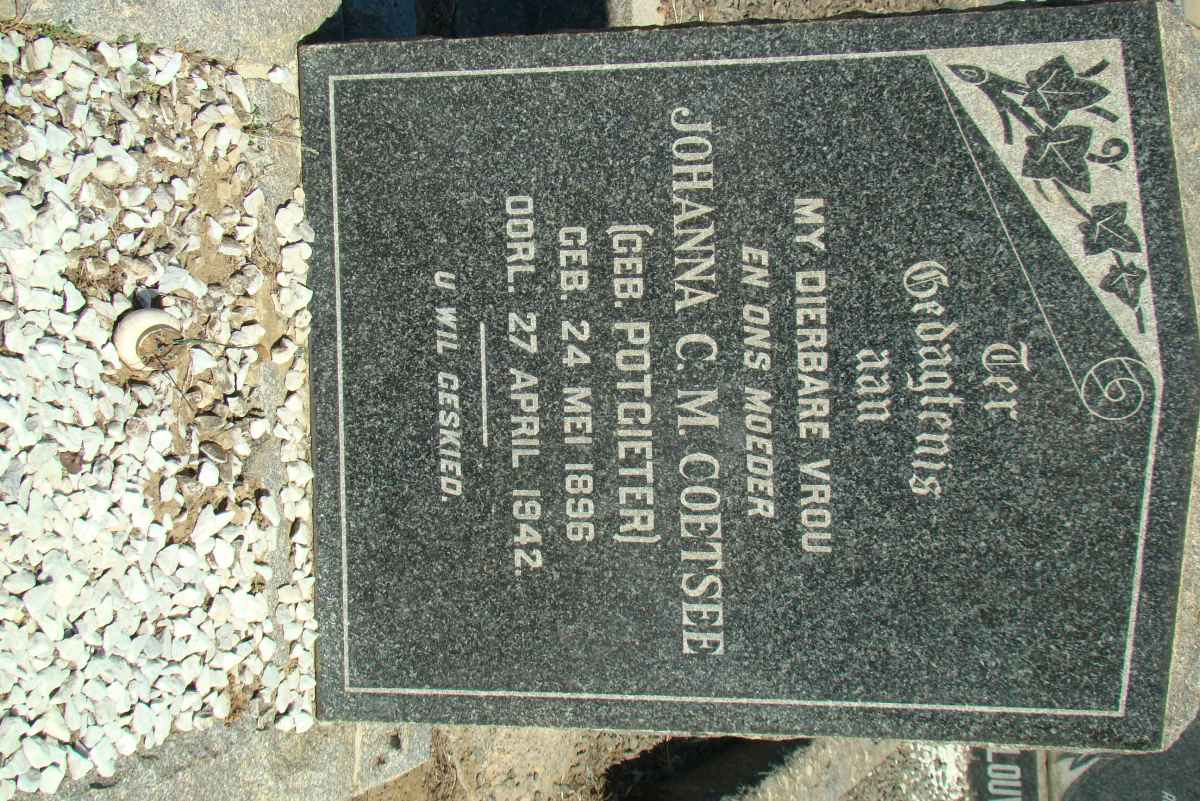 Ter
Gedagtenis
aan
MY DIERBARE VROU
EN ONS MOEDER
JOHANNA C. M. COETSEE
(GEB. POTGIETER)
GEB. 24 MEI 1896
OORL. 27 APRIL 1942.
U WIL GESKIED.
LOU